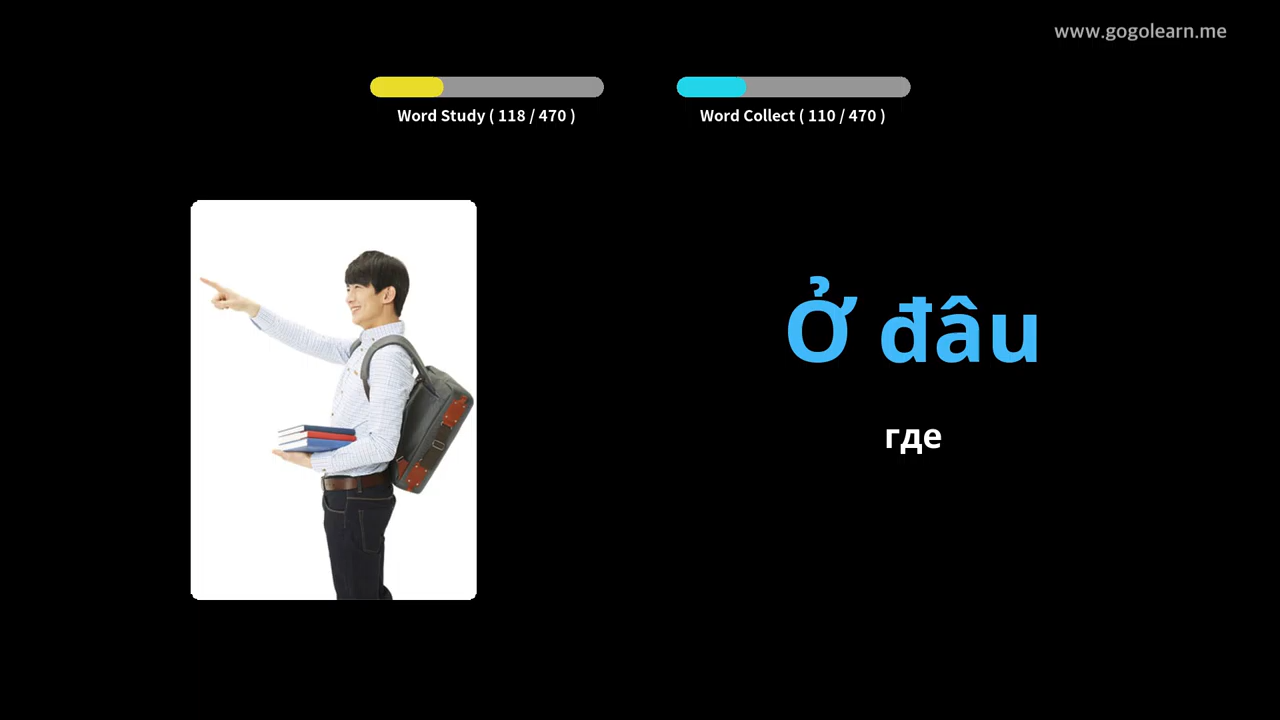 www.gogolearn.me
Word Study ( 118 / 470 )
Word Collect ( 110 / 470 )
Ở đâu
где